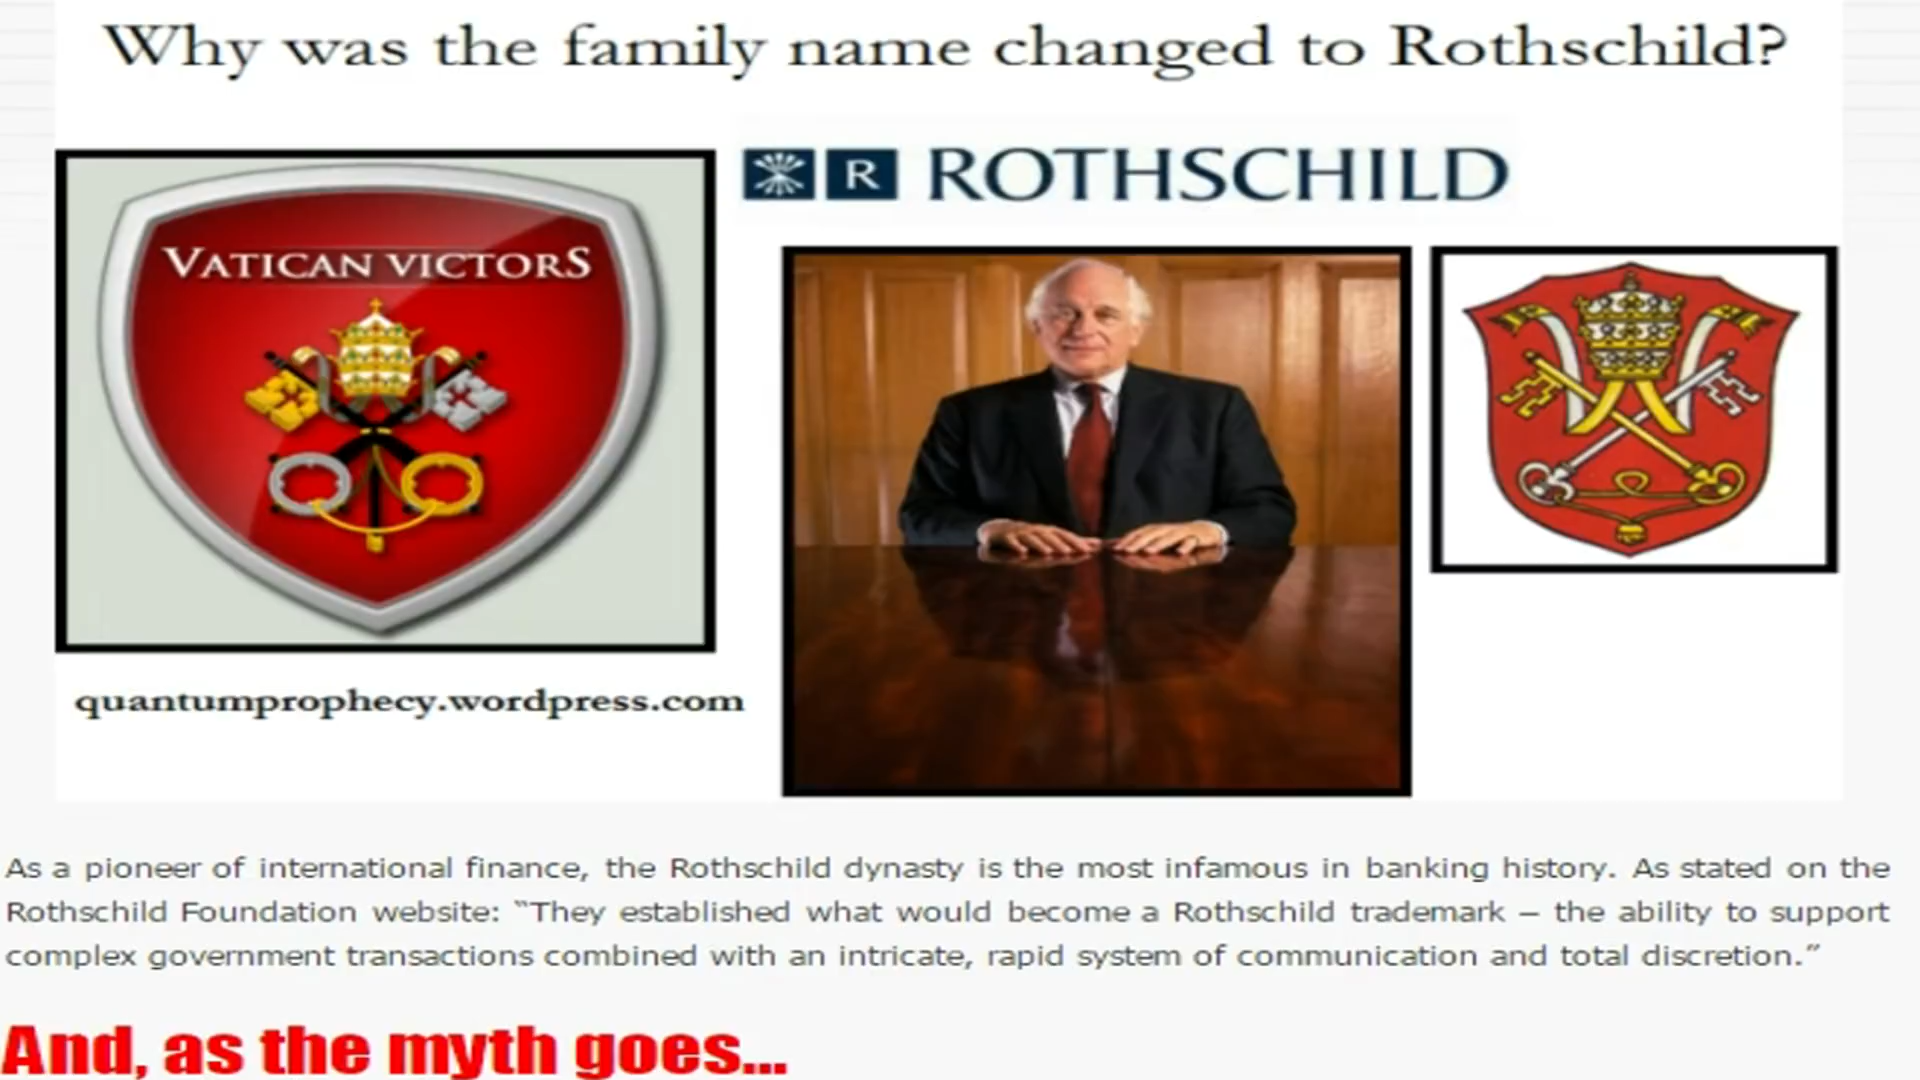 Why was the family name changed to Rothschild?
R ROTHSCHILD
VATICAN VICTORS
quantumprophecy.wordpress.com
As a pioneer of international finance, the Rothschild dynasty is the most infamous in banking history. As stated on the
Rothschild Foundation website: “They established what would become a Rothschild trademark – the ability to support
complex government transactions combined with an intricate, rapid system of communication and total discretion.”
And, as the myth goes...